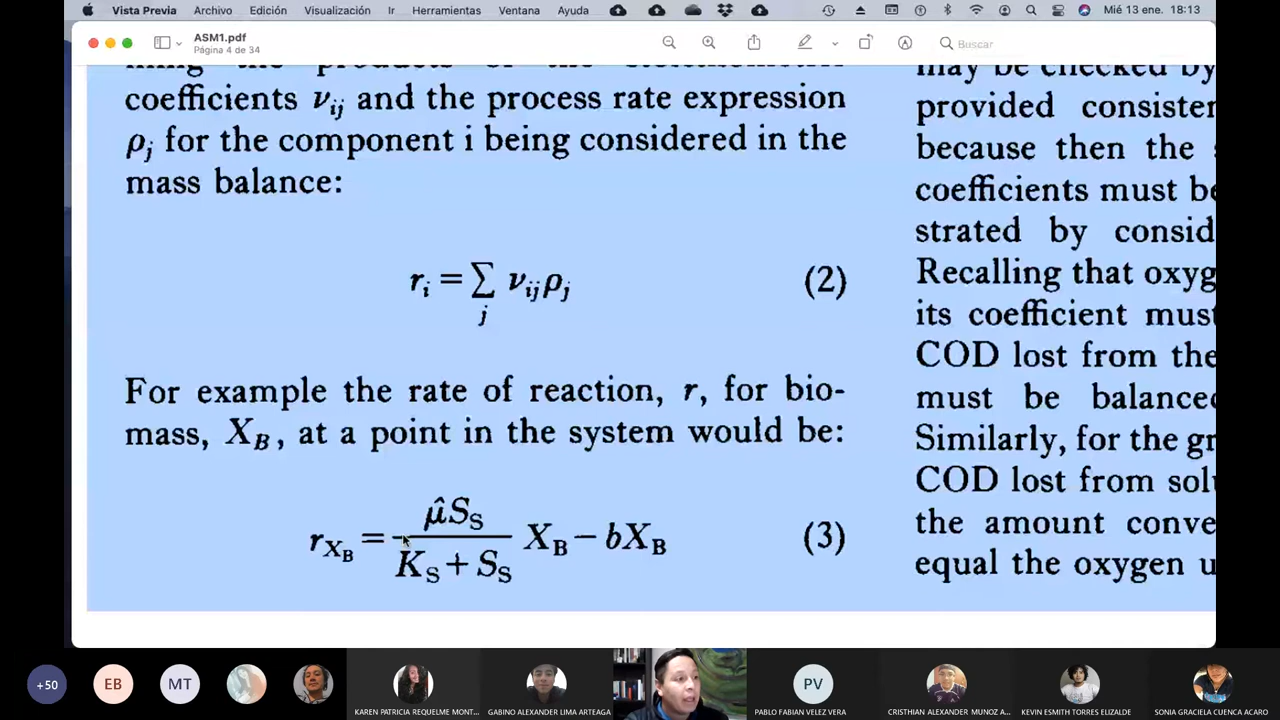 Vista Previa Archivo Edición Visualización Ir Herramientas Ventana Ayuda Mié 13 ene. 18:13
ASM1.pdf
Página 4 de 34
Buscar
coefficients νij and the process rate expression
ρj for the component i being considered in the
mass balance:
ri = ∑j νijρj (2)
For example the rate of reaction, r, for bio-
mass, XB, at a point in the system would be:
rXB = μ̂SS / (KS + SS) XB − bXB (3)
may be checked by
provided consisten
because then the
coefficients must be
strated by consid
Recalling that oxyg
its coefficient must
COD lost from the
must be balanced
Similarly, for the gr
COD lost from solu
the amount conve
equal the oxygen u
+50
EB
MT
PV
KAREN PATRICIA REQUELME MONT...
GABINO ALEXANDER LIMA ARTEAGA
PABLO FABIAN VELEZ VERA
CRISTHIAN ALEXANDER MUNOZ A...
KEVIN ESMITH TORRES ELIZALDE
SONIA GRACIELA CUENCA ACARO